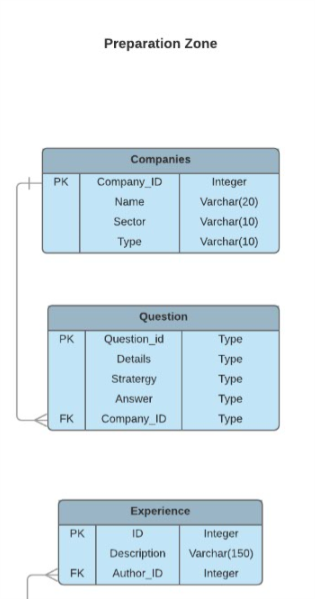 Preparation Zone
Companies
PK Company_ID Integer
Name Varchar(20)
Sector Varchar(10)
Type Varchar(10)
Question
PK Question_id Type
Details Type
Stratergy Type
Answer Type
FK Company_ID Type
Experience
PK ID Integer
Description Varchar(150)
FK Author_ID Integer